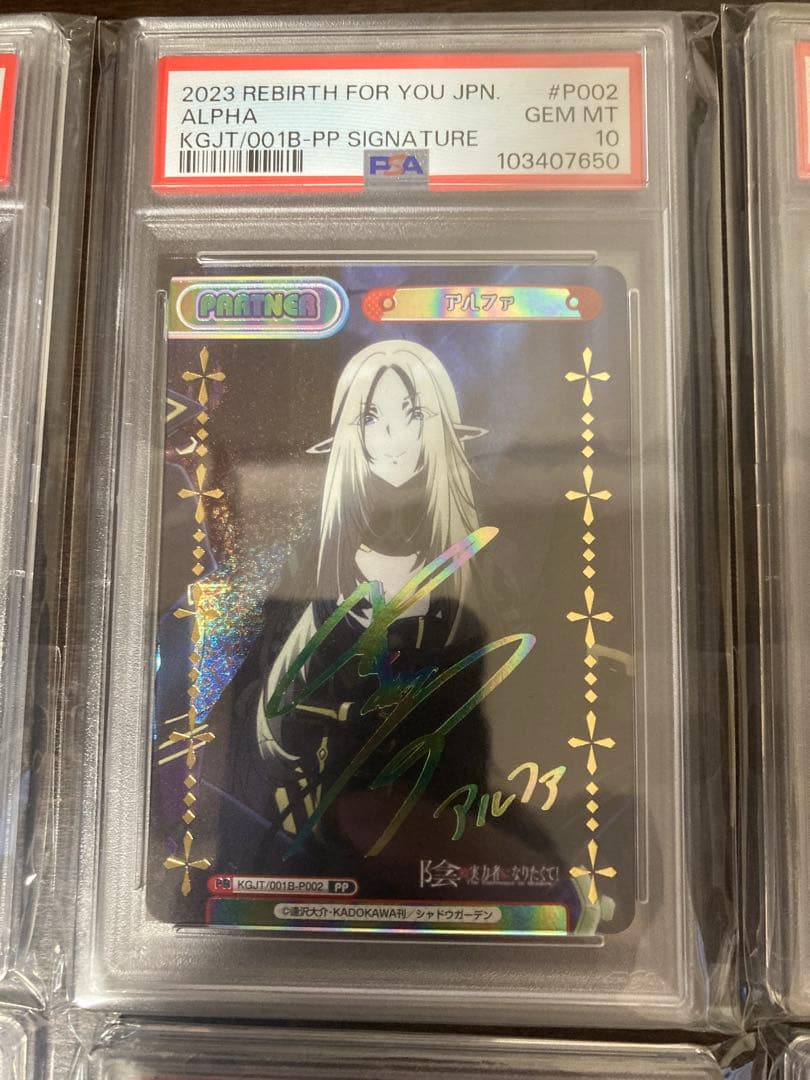 2023 REBIRTH FOR YOU JPN. #P002
ALPHA GEM MT
KGJT/001B-PP SIGNATURE 10
PSA 103407650
PARTNER アルファ
アルファ
PR KGJT/001B-P002 PP
陰の実力者になりたくて!
©逢沢大介・KADOKAWA刊/シャドウガーデン